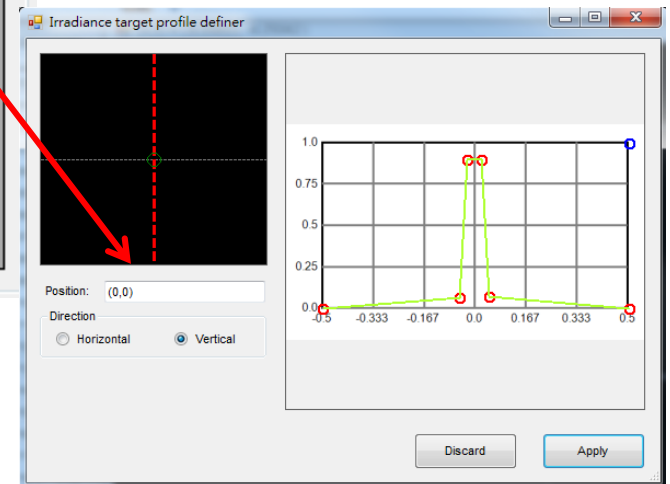 Irradiance target profile definer
1.0
0.75
0.5
0.25
0.0
-0.5 -0.333 -0.167 0.0 0.167 0.333 0.5
Position: (0,0)
Direction
Horizontal Vertical
Discard Apply